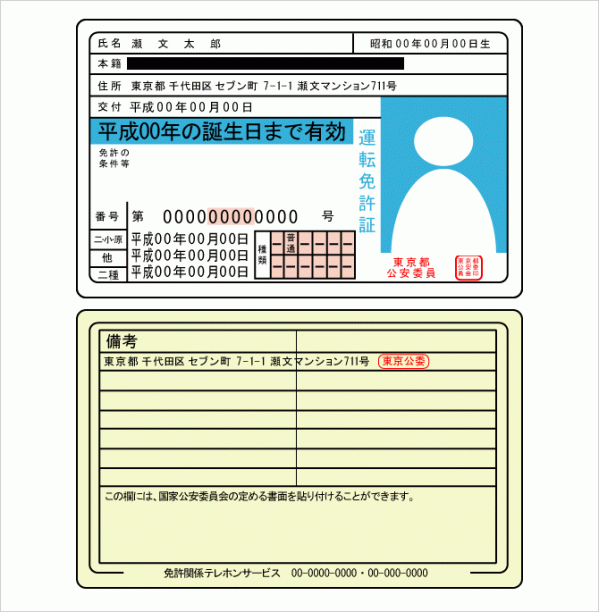 氏名 瀬 文 太 郎 昭和00年00月00日生
本籍
住所 東京都 千代田区 セブン町 7-1-1 瀬文マンション711号
交付 平成00年00月00日
平成00年の誕生日まで有効
免許の
条件等
運転免許証
番号 第 000000000000 号
二・小・原 平成00年00月00日
他 平成00年00月00日
二種 平成00年00月00日
種類 普通
東京都
公安委員
備考
東京都 千代田区 セブン町 7-1-1 瀬文マンション711号 東京公委
この欄には、国家公安委員会の定める書面を貼り付けることができます。
免許関係テレホンサービス 00-0000-0000・00-000-0000